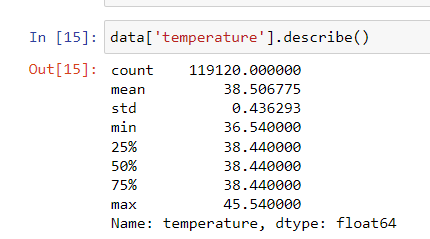 In [15]: data['temperature'].describe()
Out[15]: count    119120.000000
mean         38.506775
std           0.436293
min          36.540000
25%          38.440000
50%          38.440000
75%          38.440000
max          45.540000
Name: temperature, dtype: float64